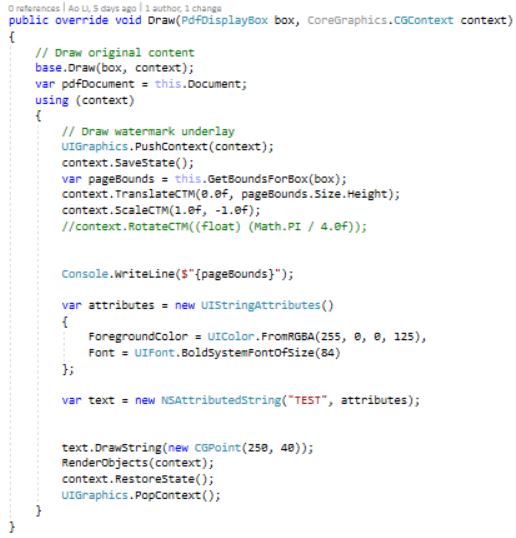 0 references | Ao Li, 5 days ago | 1 author, 1 change
public override void Draw(PdfDisplayBox box, CoreGraphics.CGContext context)
{
    // Draw original content
    base.Draw(box, context);
    var pdfDocument = this.Document;
    using (context)
    {
        // Draw watermark underlay
        UIGraphics.PushContext(context);
        context.SaveState();
        var pageBounds = this.GetBoundsForBox(box);
        context.TranslateCTM(0.0f, pageBounds.Size.Height);
        context.ScaleCTM(1.0f, -1.0f);
        //context.RotateCTM((float) (Math.PI / 4.0f));
        Console.WriteLine($"{pageBounds}");
        var attributes = new UIStringAttributes()
        {
            ForegroundColor = UIColor.FromRGBA(255, 0, 0, 125),
            Font = UIFont.BoldSystemFontOfSize(84)
        };
        var text = new NSAttributedString("TEST", attributes);
        text.DrawString(new CGPoint(250, 40));
        RenderObjects(context);
        context.RestoreState();
        UIGraphics.PopContext();
    }
}